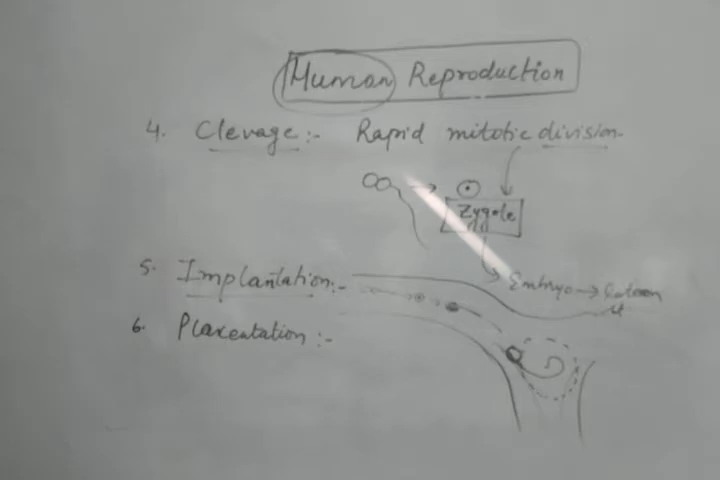 Human Reproduction
4. Clevage :- Rapid mitotic division
Zygote
5. Implantation :-
Embryo →
6. Placentation :-